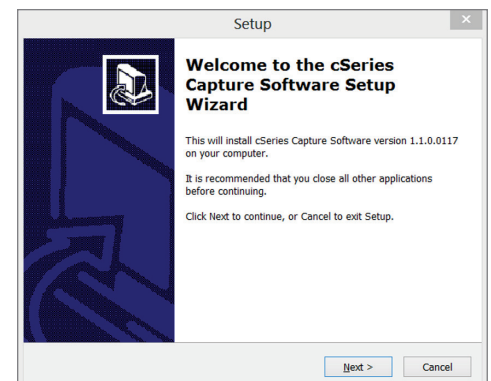 Setup
Welcome to the cSeries
Capture Software Setup
Wizard
This will install cSeries Capture Software version 1.1.0.0117
on your computer.
It is recommended that you close all other applications
before continuing.
Click Next to continue, or Cancel to exit Setup.
Next >
Cancel